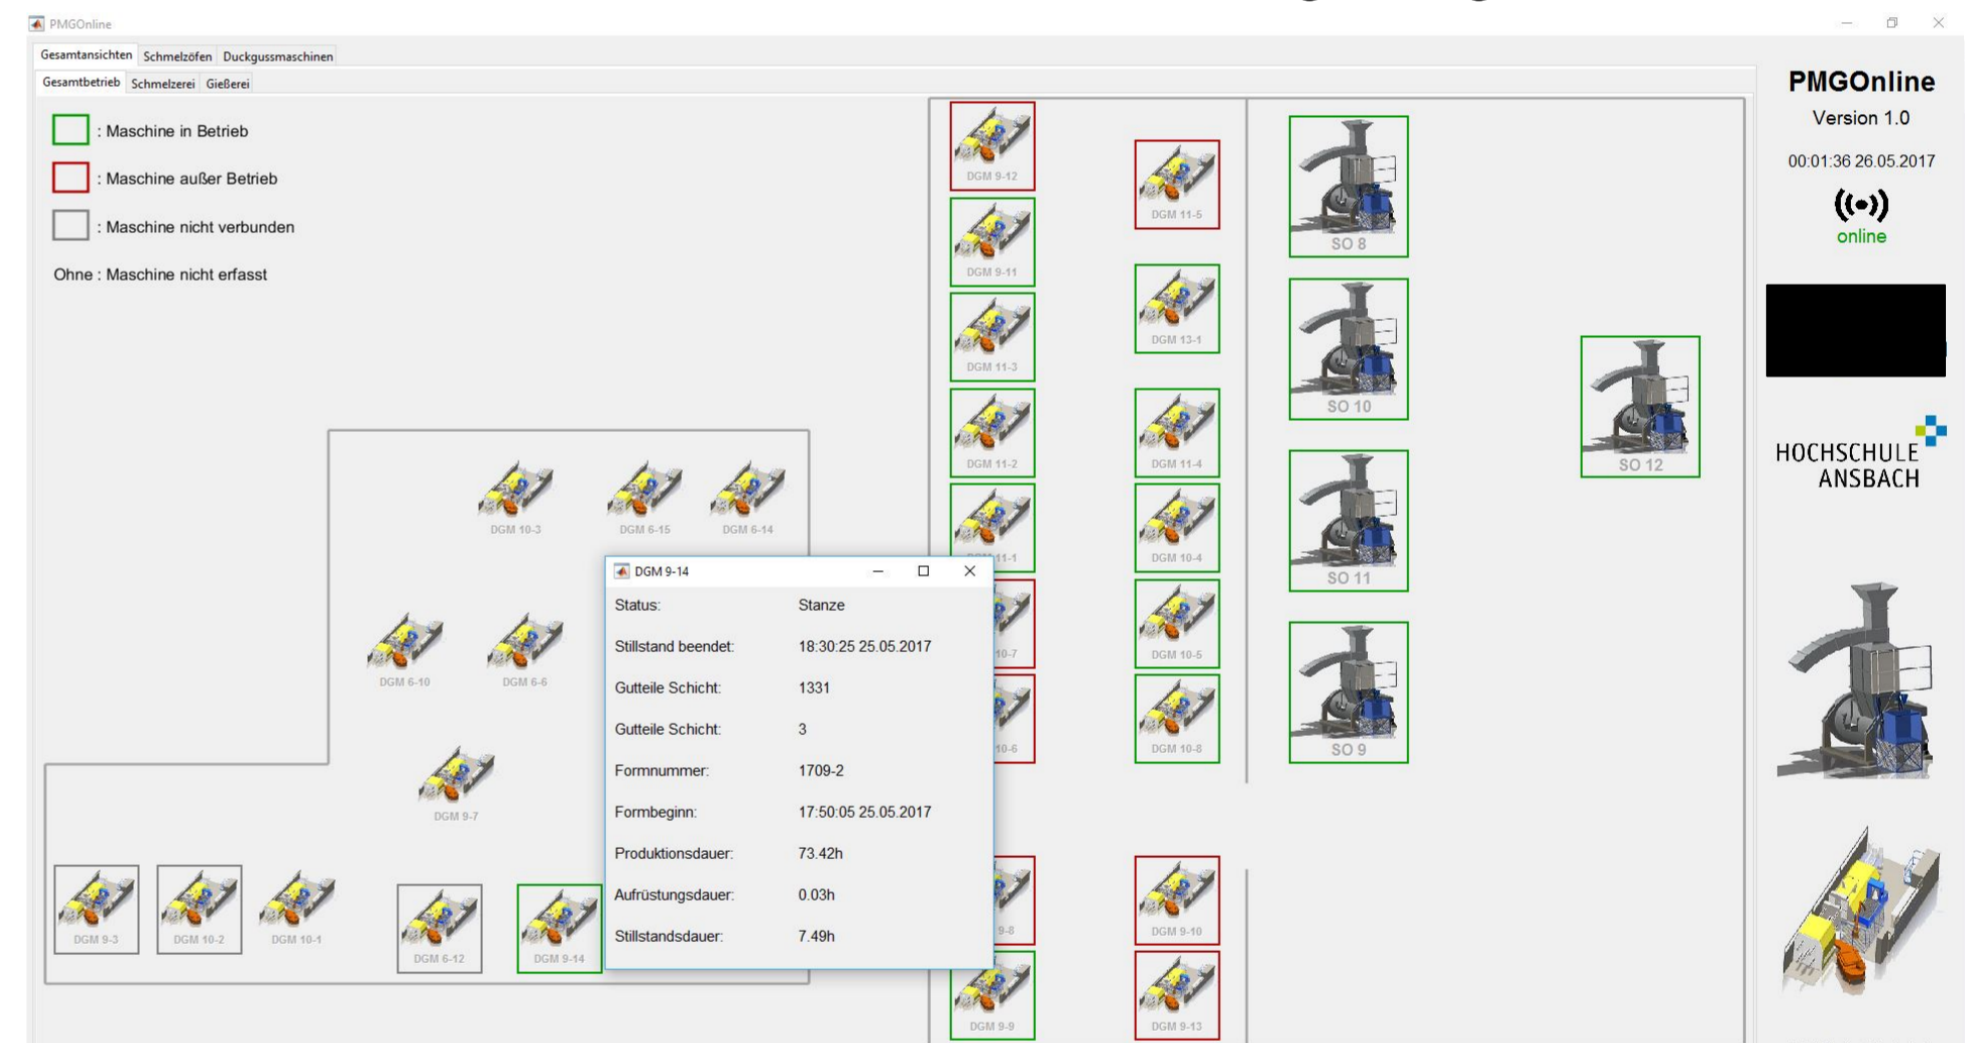 PMGOnline
Gesamtansichten Schmelzöfen Duckgussmaschinen
Gesamtbetrieb Schmelzerei Gießerei
: Maschine in Betrieb
: Maschine außer Betrieb
: Maschine nicht verbunden
Ohne : Maschine nicht erfasst
DGM 10-3
DGM 6-15
DGM 6-14
DGM 6-10
DGM 6-6
DGM 9-7
DGM 9-3
DGM 10-2
DGM 10-1
DGM 6-12
DGM 9-14
DGM 9-14
Status: Stanze
Stillstand beendet: 18:30:25 25.05.2017
Gutteile Schicht: 1331
Gutteile Schicht: 3
Formnummer: 1709-2
Formbeginn: 17:50:05 25.05.2017
Produktionsdauer: 73.42h
Aufrüstungsdauer: 0.03h
Stillstandsdauer: 7.49h
DGM 9-12
DGM 9-11
DGM 11-3
DGM 11-2
11-1
10-7
10-6
9-8
DGM 9-9
DGM 11-5
DGM 13-1
DGM 11-4
DGM 10-4
DGM 10-5
DGM 10-8
DGM 9-10
DGM 9-13
SO 8
SO 10
SO 11
SO 9
SO 12
PMGOnline
Version 1.0
00:01:36 26.05.2017
online
HOCHSCHULE
ANSBACH